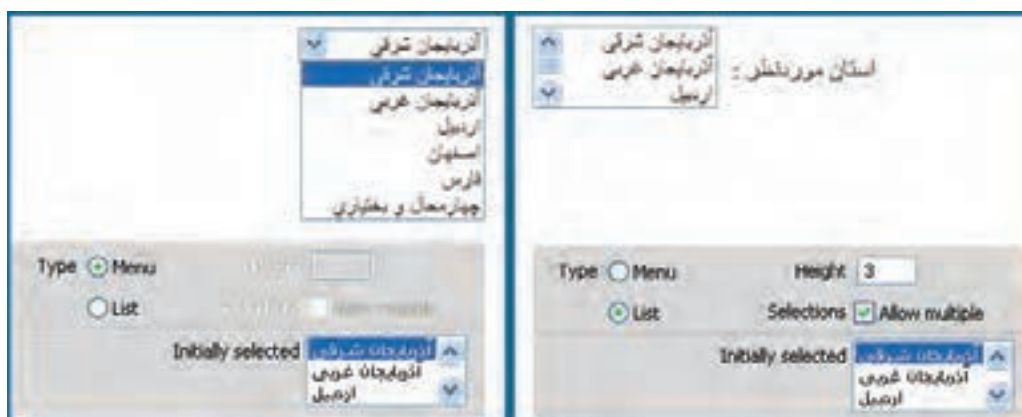 آذربایجان شرقی
آذربایجان شرقی
آذربایجان غربی
اردبیل
اصفهان
فارس
چهارمحال و بختیاری
Type Menu
List
Initially selected آذربایجان شرقی
آذربایجان غربی
اردبیل
استان موردنظر :
آذربایجان شرقی
آذربایجان غربی
اردبیل
Type Menu Height 3
List Selections Allow multiple
Initially selected آذربایجان شرقی
آذربایجان غربی
اردبیل